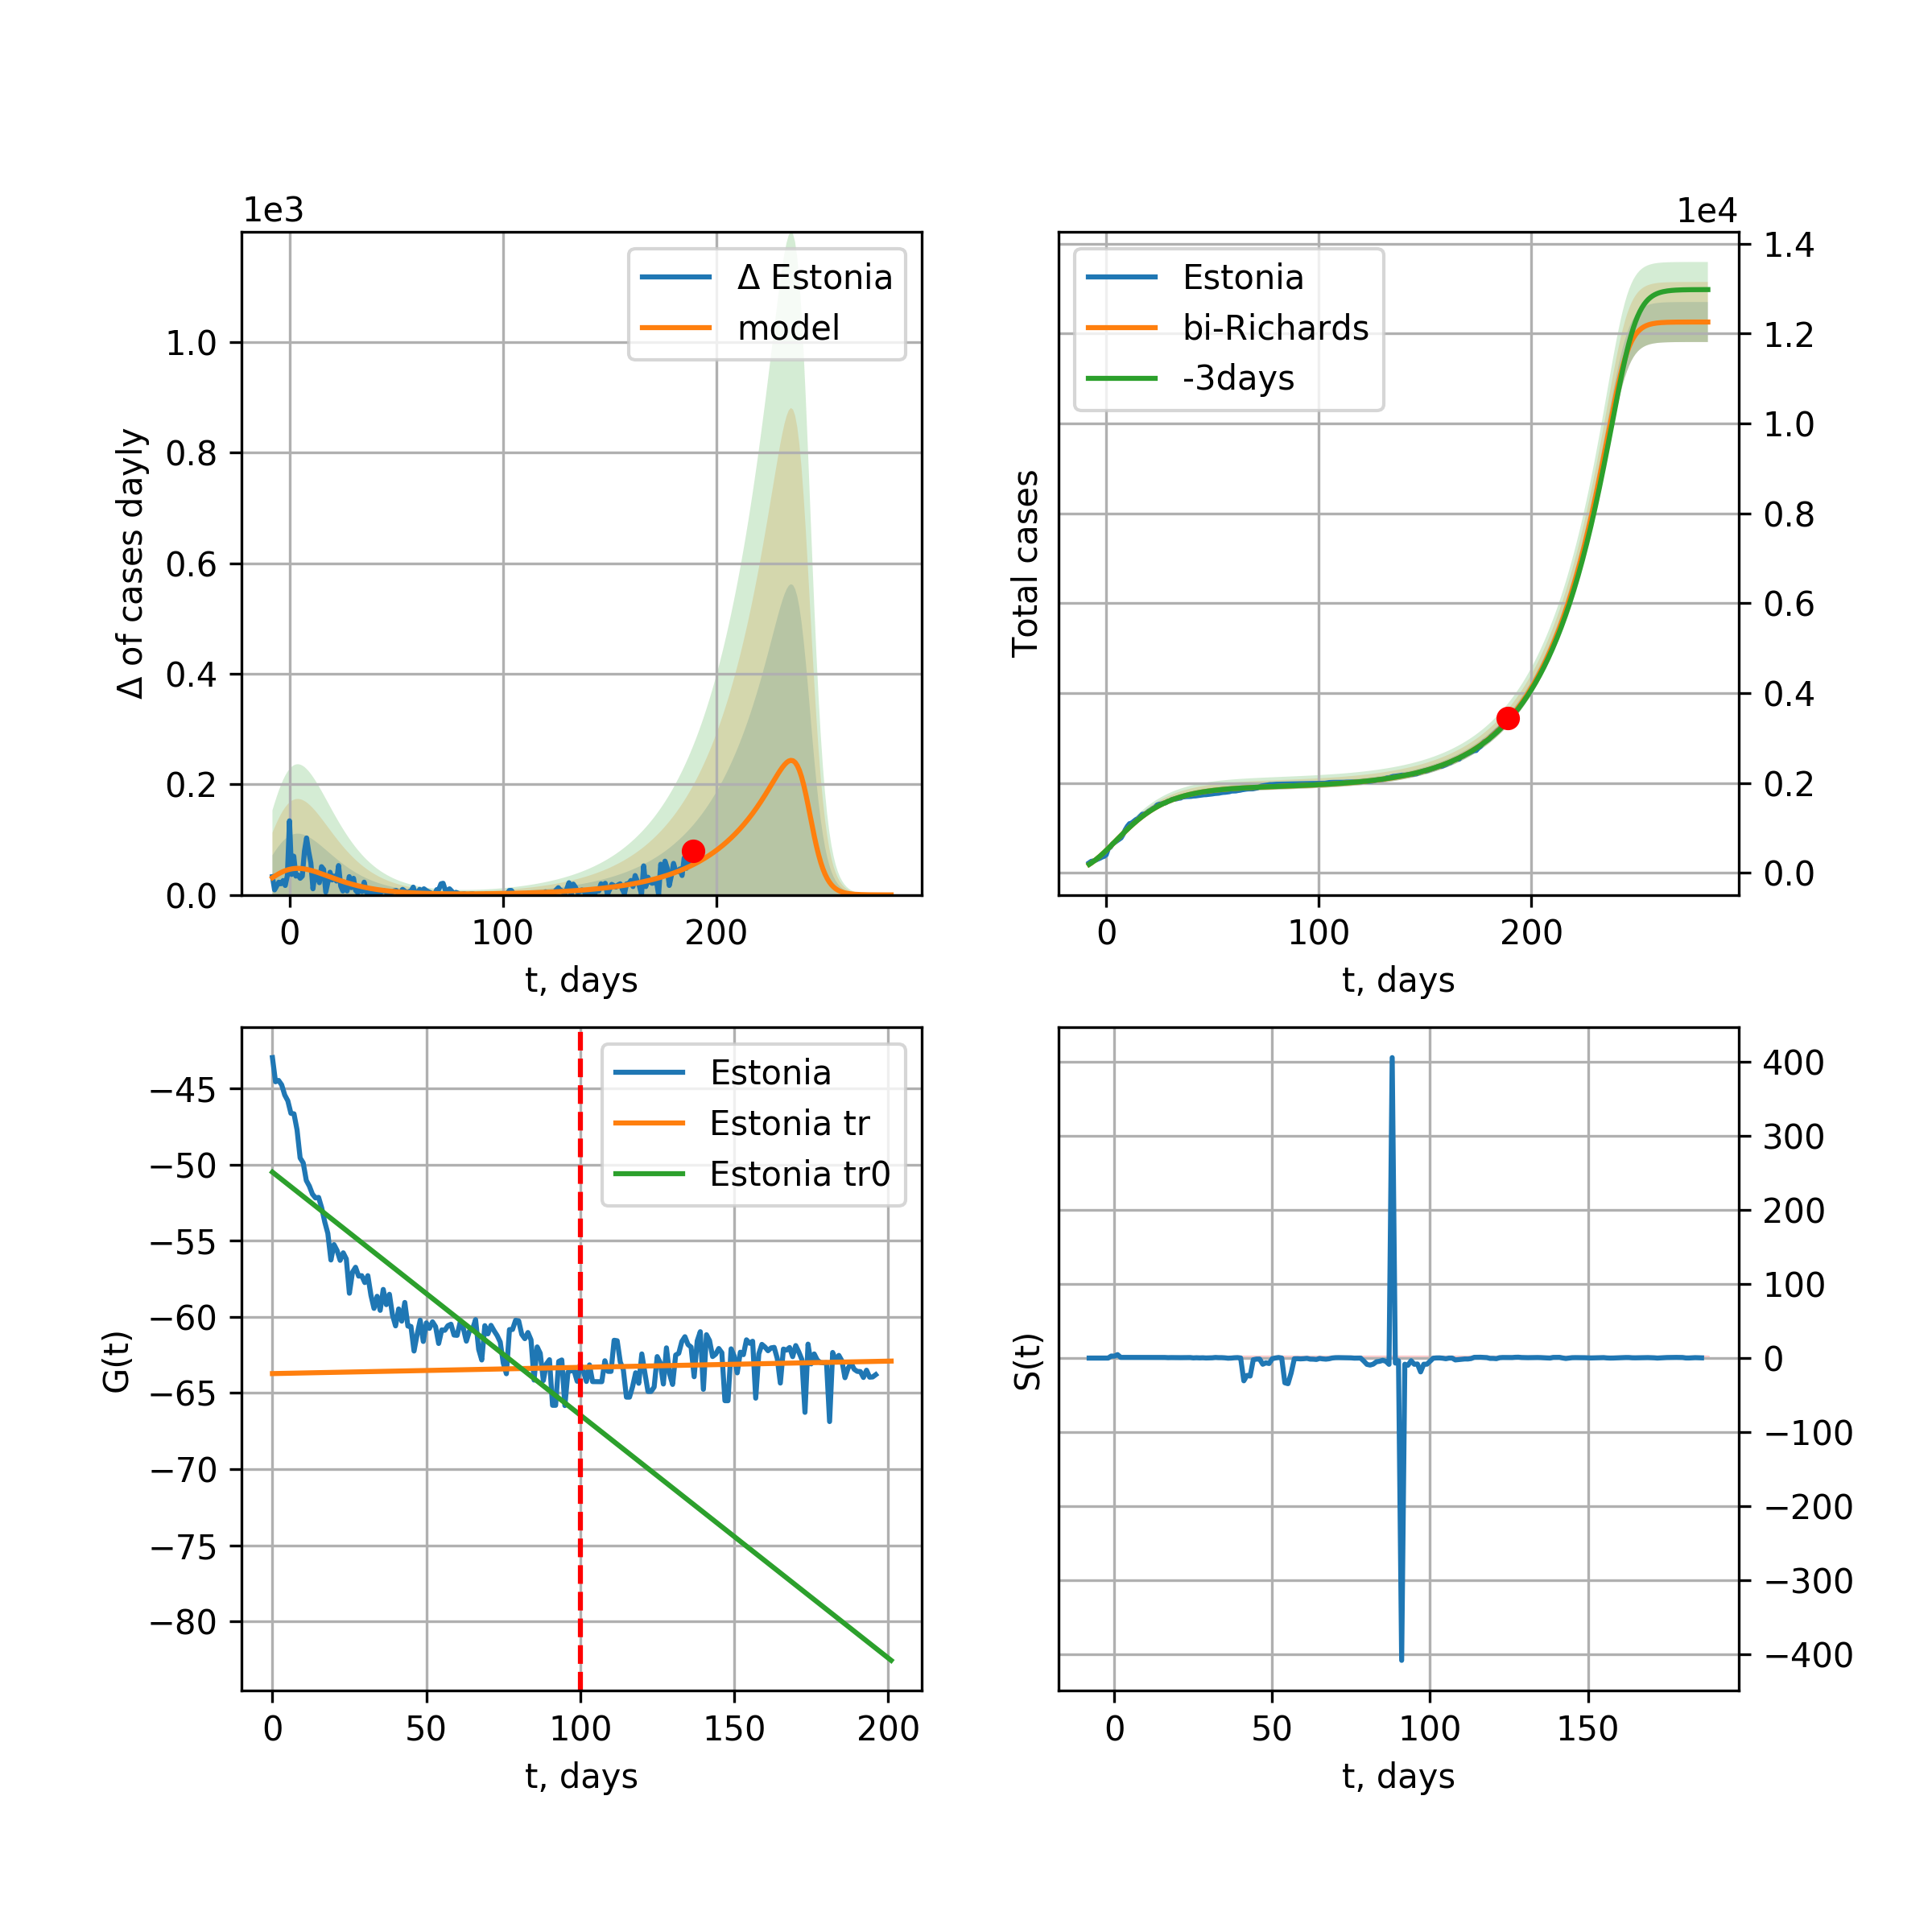 1e3
Δ Estonia
model
1.0
0.8
0.6
0.4
0.2
0.0
Δ of cases dayly
0 100 200
t, days
1e4
Estonia
bi-Richards
-3days
1.4
1.2
1.0
0.8
0.6
0.4
0.2
0.0
Total cases
0 100 200
t, days
Estonia
Estonia tr
Estonia tr0
−45
−50
−55
−60
−65
−70
−75
−80
G(t)
0 50 100 150 200
t, days
400
300
200
100
0
−100
−200
−300
−400
S(t)
0 50 100 150
t, days